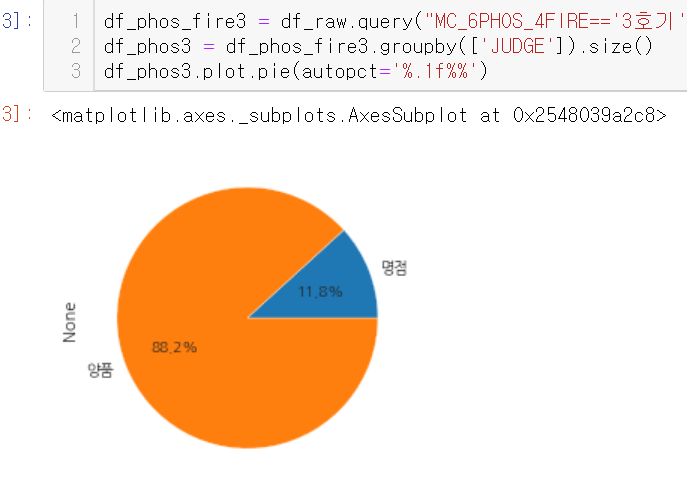 3]:
1 df_phos_fire3 = df_raw.query("MC_6PHOS_4FIRE=='3호기'
2 df_phos3 = df_phos_fire3.groupby(['JUDGE']).size()
3 df_phos3.plot.pie(autopct='%.1f%%')
3]: <matplotlib.axes._subplots.AxesSubplot at 0x2548039a2c8>
명점
11.8%
None
88.2%
양품